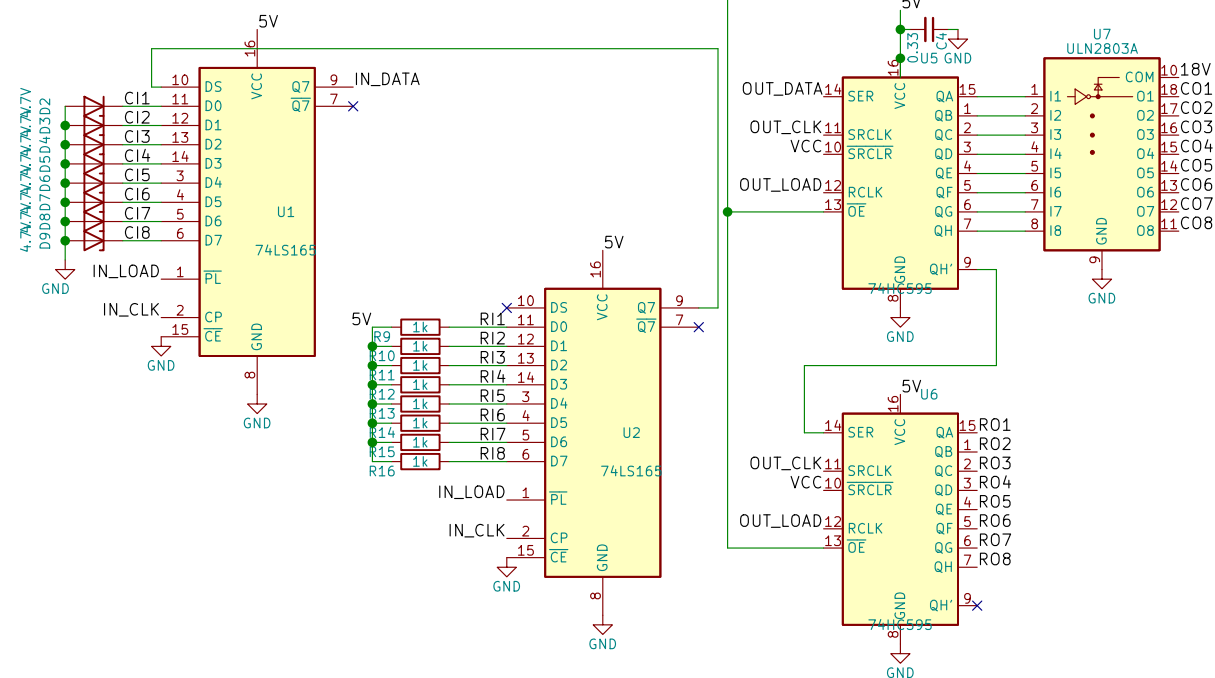 5V
16
VCC
10 DS
Q7 9 IN_DATA
CI1 11 D0
Q7 7
CI2 12 D1
CI3 13 D2
CI4 14 D3
CI5 3 D4
CI6 4 D5
CI7 5 D6
CI8 6 D7
U1
74LS165
IN_LOAD 1 PL
IN_CLK 2 CP
15 CE
GND
GND
GND
8
GND
D9D8D7D6D5D4D3D2
5V
16
VCC
10 DS
Q7 9
5V
R9 1k RI1 11 D0
Q7 7
R10 1k RI2 12 D1
R11 1k RI3 13 D2
R12 1k RI4 14 D3
R13 1k RI5 3 D4
R14 1k RI6 4 D5
R15 1k RI7 5 D6
R16 1k RI8 6 D7
U2
74LS165
IN_LOAD 1 PL
IN_CLK 2 CP
15 CE
GND
GND
8
GND
5V
0.33
C4
GND
U5
16
VCC
OUT_DATA 14 SER
OUT_CLK 11 SRCLK
VCC 10 SRCLR
OUT_LOAD 12 RCLK
13 OE
QA 15
QB 1
QC 2
QD 3
QE 4
QF 5
QG 6
QH 7
QH' 9
GND
74HC595
8
GND
U7
ULN2803A
COM 10 18V
1 I1
O1 18 CO1
2 I2
O2 17 CO2
3 I3
O3 16 CO3
4 I4
O4 15 CO4
5 I5
O5 14 CO5
6 I6
O6 13 CO6
7 I7
O7 12 CO7
8 I8
O8 11 CO8
GND
9
GND
5V
U6
16
VCC
14 SER
OUT_CLK 11 SRCLK
VCC 10 SRCLR
OUT_LOAD 12 RCLK
13 OE
QA 15 RO1
QB 1 RO2
QC 2 RO3
QD 3 RO4
QE 4 RO5
QF 5 RO6
QG 6 RO7
QH 7 RO8
QH' 9
GND
74HC595
8
GND